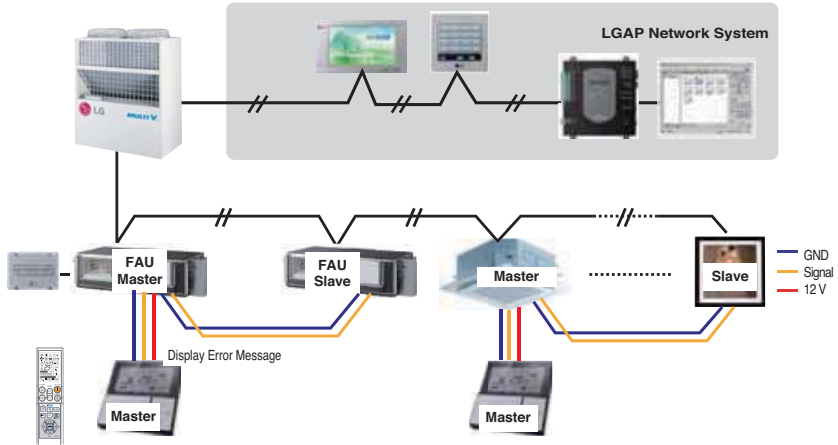 LGAP Network System
LG
MULTI V
FAU
Master
FAU
Slave
Master
Slave
GND
Signal
12 V
Display Error Message
Master
Master